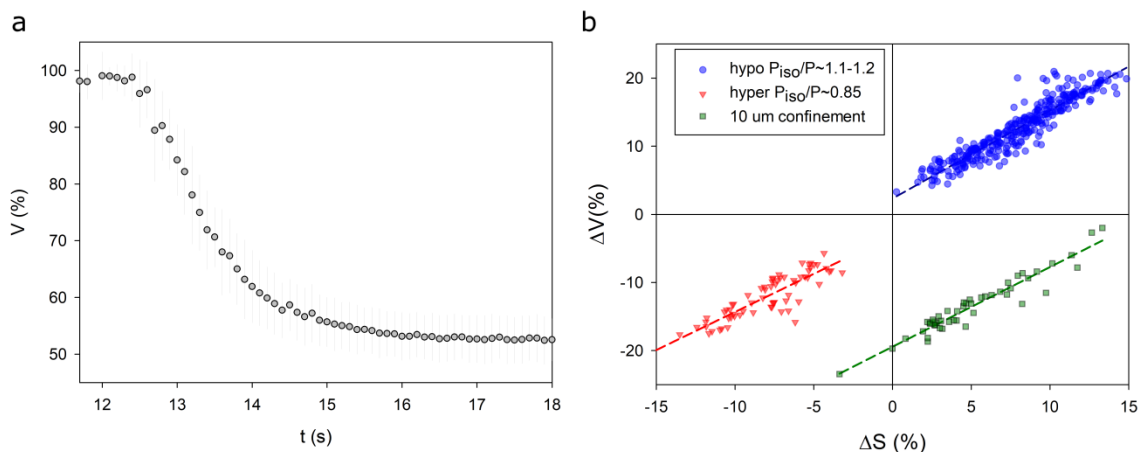 a
100
90
80
70
60
50
V (%)
12 13 14 15 16 17 18
t (s)
b
hypo Piso/P~1.1-1.2
hyper Piso/P~0.85
10 um confinement
20
10
0
-10
-20
ΔV(%)
-15 -10 -5 0 5 10 15
ΔS (%)